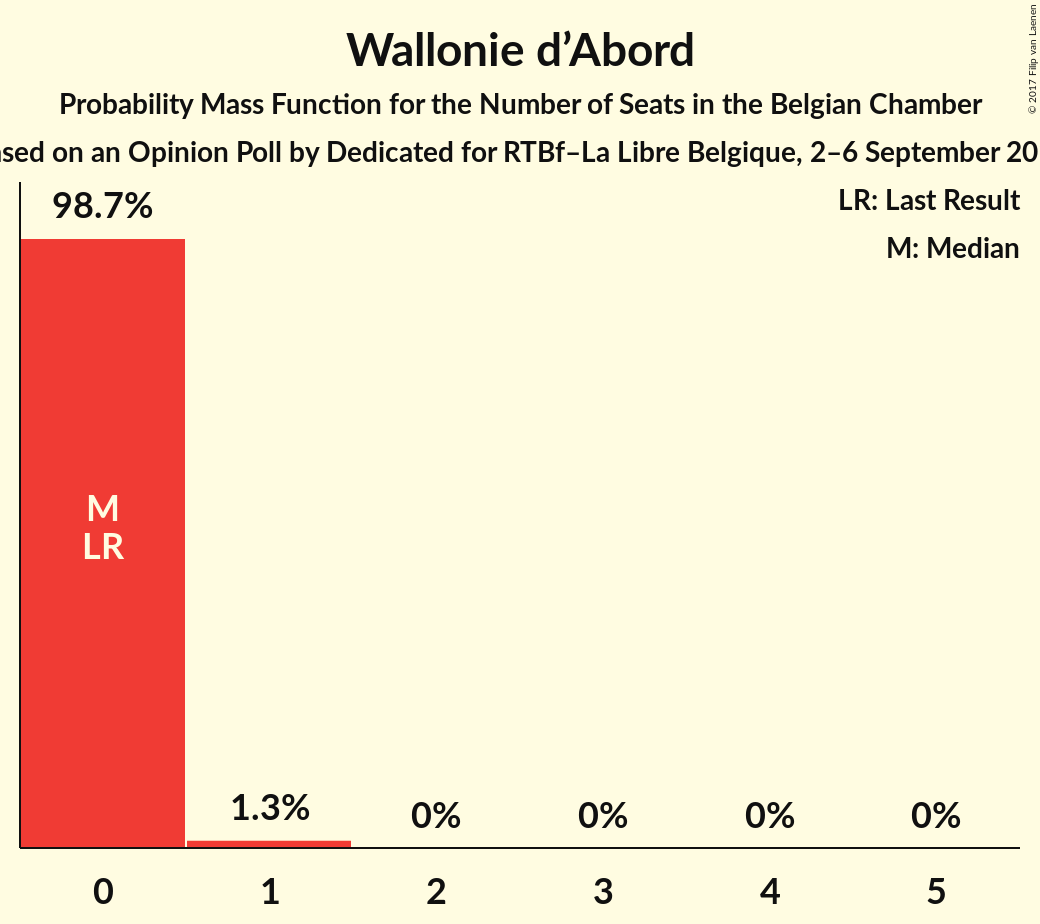 Wallonie d’Abord
Probability Mass Function for the Number of Seats in the Belgian Chamber
on an Opinion Poll by Dedicated for RTBf–La Libre Belgique, 2–6 September
© 2017 Filip van Laenen
LR: Last Result
M: Median
98.7%
M
LR
1.3%
0%
0%
0%
0%
0
1
2
3
4
5